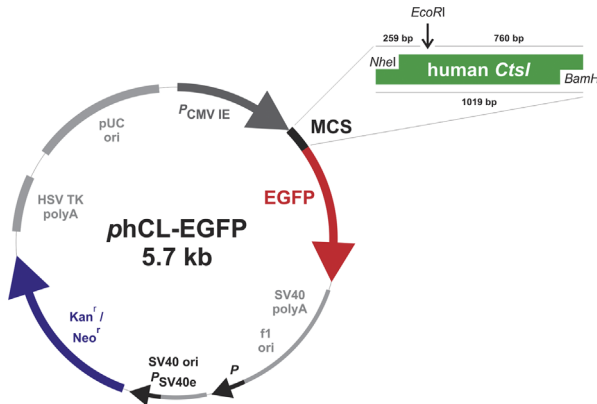 EcoRI
259 bp
760 bp
NheI
human Ctsl
BamH
1019 bp
PCMV IE
MCS
pUC
ori
EGFP
HSV TK
polyA
phCL-EGFP
5.7 kb
SV40
polyA
Kanr/
Neor
f1
ori
SV40 ori
PSV40e
P